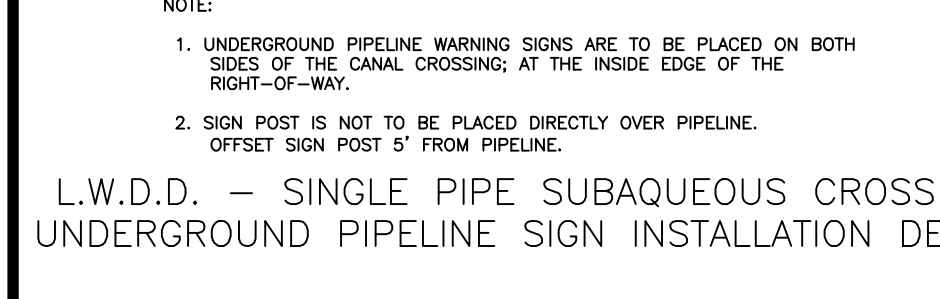 NOTE:
1. UNDERGROUND PIPELINE WARNING SIGNS ARE TO BE PLACED ON BOTH
SIDES OF THE CANAL CROSSING; AT THE INSIDE EDGE OF THE
RIGHT–OF–WAY.
2. SIGN POST IS NOT TO BE PLACED DIRECTLY OVER PIPELINE.
OFFSET SIGN POST 5' FROM PIPELINE.
L.W.D.D. – SINGLE PIPE SUBAQUEOUS CROSS
UNDERGROUND PIPELINE SIGN INSTALLATION DE